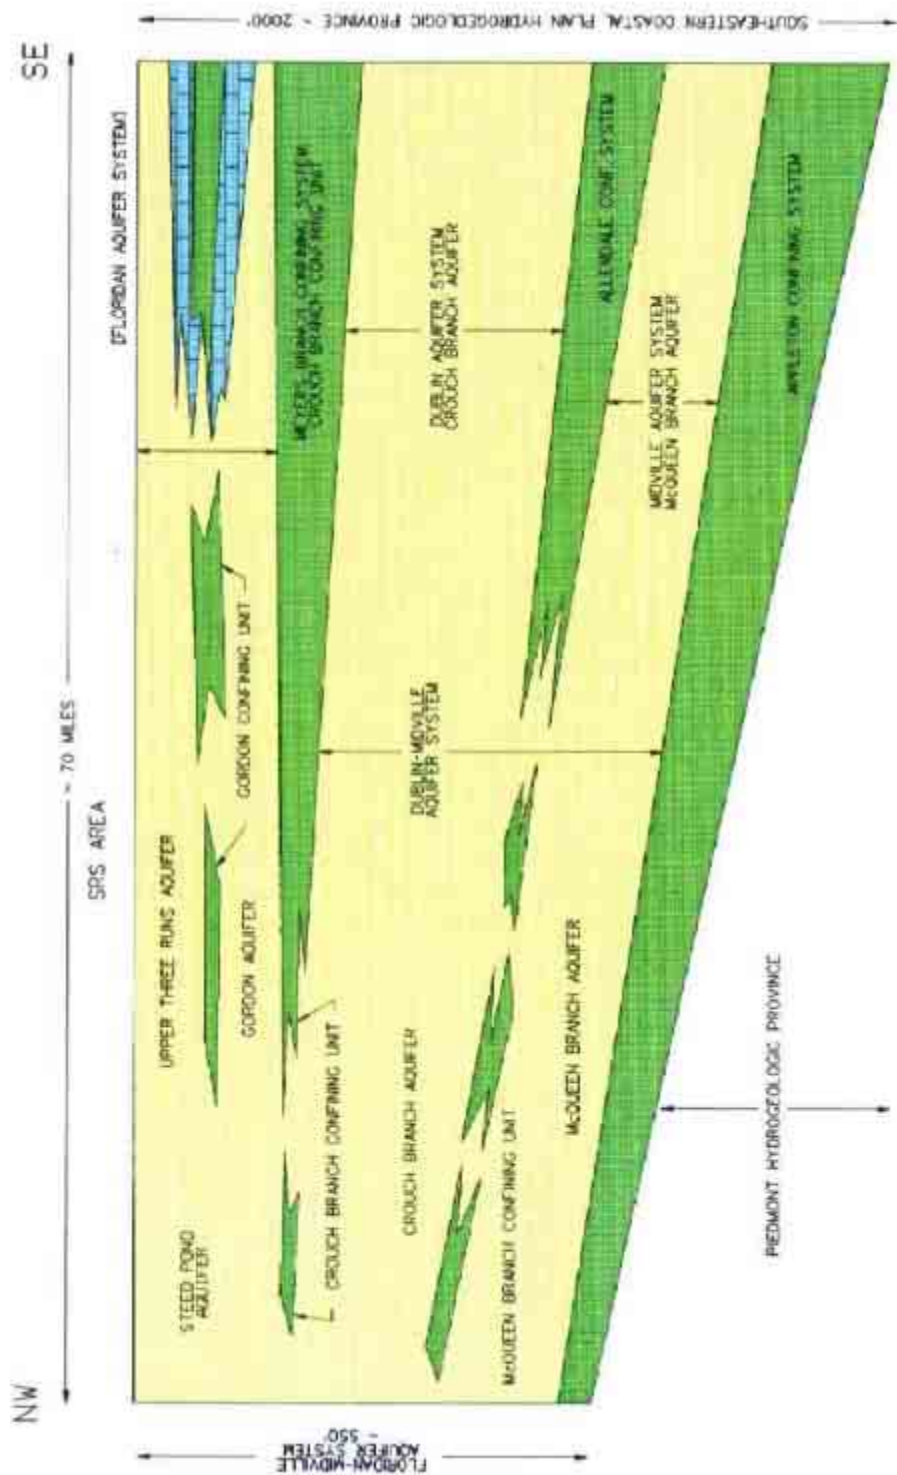 NW
SE
~ 70 MILES
SRS AREA
[FLORIDAN AQUIFER SYSTEM]
STEED POND
AQUIFER
UPPER THREE RUNS AQUIFER
GORDON AQUIFER
GORDON CONFINING UNIT
MEYERS BRANCH CONFINING SYSTEM
CROUCH BRANCH CONFINING UNIT
CROUCH BRANCH CONFINING UNIT
CROUCH BRANCH AQUIFER
DUBLIN-MIDVILLE
AQUIFER SYSTEM
DUBLIN AQUIFER SYSTEM
CROUCH BRANCH AQUIFER
McQUEEN BRANCH CONFINING UNIT
McQUEEN BRANCH AQUIFER
ALLENDALE CONF. SYSTEM
MIDVILLE AQUIFER SYSTEM
McQUEEN BRANCH AQUIFER
APPLETON CONFINING SYSTEM
PIEDMONT HYDROGEOLOGIC PROVINCE
FLORIDAN-MIDVILLE
AQUIFER SYSTEM
~ 550'
SOUTHEASTERN COASTAL PLAIN HYDROGEOLOGIC PROVINCE ~ 2000'